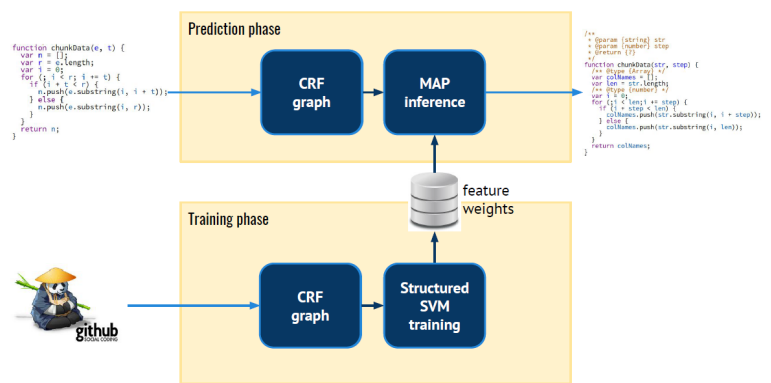 Prediction phase
function chunkData(e, t) {
var n = [];
var r = e.length;
var i = 0;
for (; i < r; i += t) {
if (i + t < r) {
n.push(e.substring(i, i + t));
} else {
n.push(e.substring(i, r));
}
}
return n;
}
CRF
graph
MAP
inference
/**
* @param {string} str
* @param {number} step
* @return {?}
*/
function chunkData(str, step) {
/** @type {Array} */
var colNames = [];
var len = str.length;
/** @type {number} */
var i = 0;
for (;i < len;i += step) {
if (i + step < len) {
colNames.push(str.substring(i, i + step));
} else {
colNames.push(str.substring(i, len));
}
}
return colNames;
}
feature
weights
Training phase
CRF
graph
Structured
SVM
training
github
SOCIAL CODING